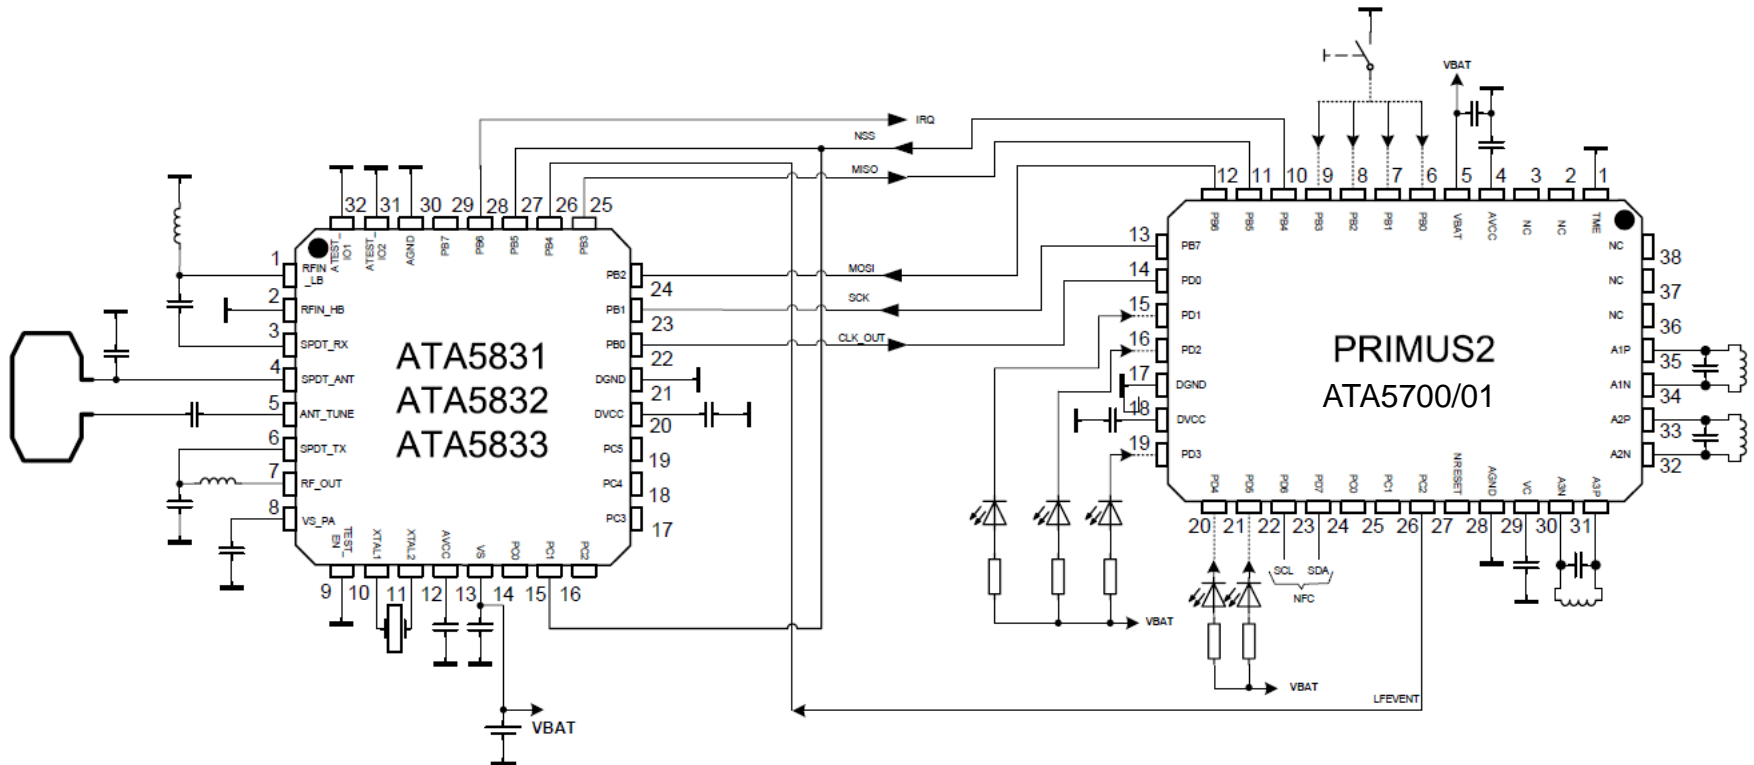 VBAT
IRQ
NSS
MISO
12 11 10 9 8 7 6 5 4 3 2 1
32 31 30 29 28 27 26 25
PB6 PB5 PB4 PB3 PB2 PB1 PB0 VBAT AVCC NC NC TME
ATEST_IO1 ATEST_IO2 AGND PB7 PB6 PB5 PB4 PB3
1 RFIN_LB
2 RFIN_HB
3 SPDT_RX
4 SPDT_ANT
5 ANT_TUNE
6 SPDT_TX
7 RF_OUT
8 VS_PA
ATA5831
ATA5832
ATA5833
PB2 24
PB1 23
PB0 22
DGND 21
DVCC 20
PC5 19
PC4 18
PC3 17
TEST_EN XTAL1 XTAL2 AVCC VS PC0 PC1 PC2
9 10 11 12 13 14 15 16
VBAT
MOSI
SCK
CLK_OUT
13 PB7
14 PD0
15 PD1
16 PD2
17 DGND
18 DVCC
19 PD3
PRIMUS2
ATA5700/01
NC 38
NC 37
NC 36
A1P 35
A1N 34
A2P 33
A2N 32
PD4 PD5 PD6 PD7 PC0 PC1 PC2 NRESET AGND VC A3N A3P
20 21 22 23 24 25 26 27 28 29 30 31
SCL SDA
NFC
VBAT
VBAT
LFEVENT